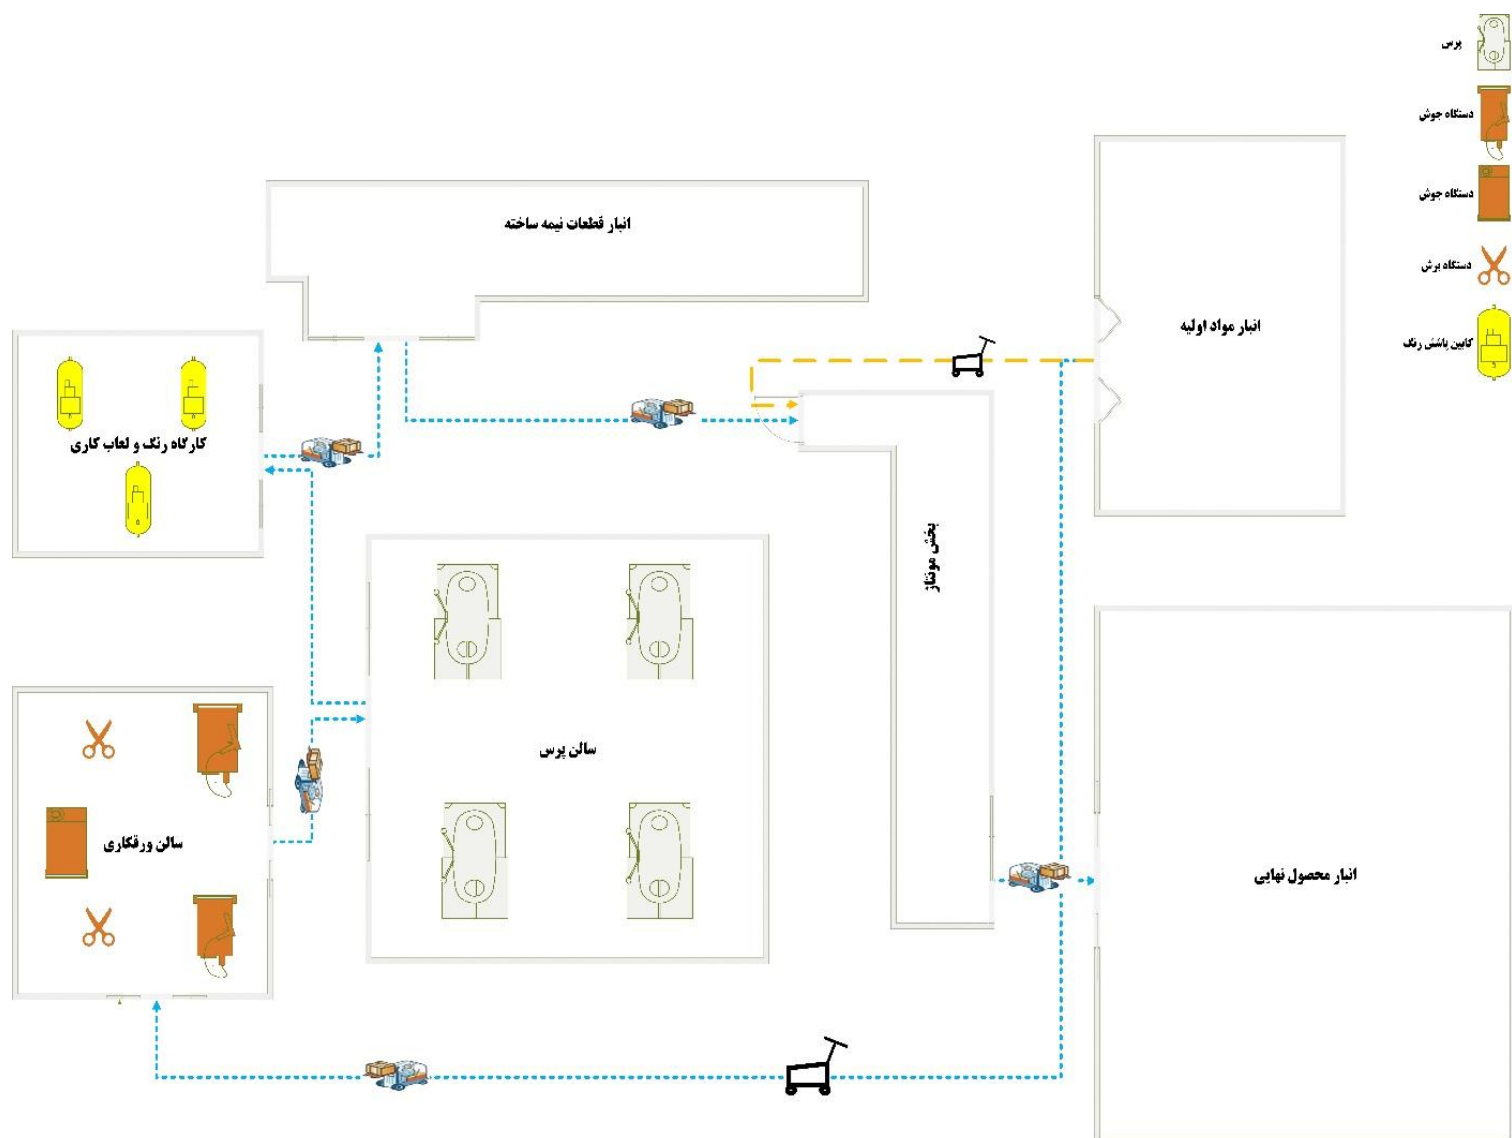 پرس
دستگاه جوش
دستگاه جوش
دستگاه برش
کابین پاشش رنگ
انبار قطعات نیمه ساخته
انبار مواد اولیه
کارگاه رنگ و لعاب کاری
بخش مونتاژ
سالن پرس
سالن ورقکاری
انبار محصول نهایی